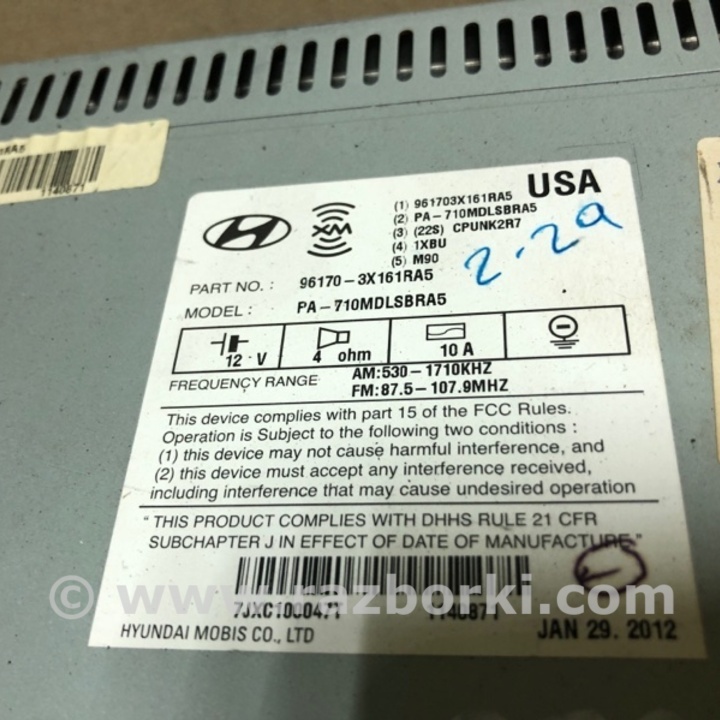 1140871
USA
XM
(1) 961703X161RA5
(2) PA-710MDLSBRA5
(3) (22S) CPUNK2R7
(4) 1XBU
(5) M90
2.29
PART NO. : 96170-3X161RA5
MODEL : PA-710MDLSBRA5
12 V
4 ohm
10 A
FREQUENCY RANGE AM:530-1710KHZ
FM:87.5-107.9MHZ
This device complies with part 15 of the FCC Rules.
Operation is Subject to the following two conditions :
(1) this device may not cause harmful interference, and
(2) this device must accept any interference received,
including interference that may cause undesired operation
" THIS PRODUCT COMPLIES WITH DHHS RULE 21 CFR
SUBCHAPTER J IN EFFECT OF DATE OF MANUFACTURE "
© www.razborki.com
7JXC1000471 1140871
HYUNDAI MOBIS CO., LTD JAN 29. 2012